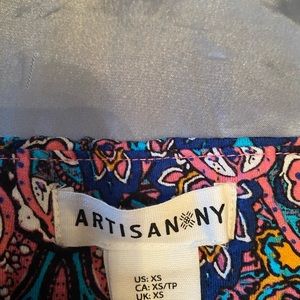 ARTISAN NY
US: XS
CA: XS/TP
UK: XS